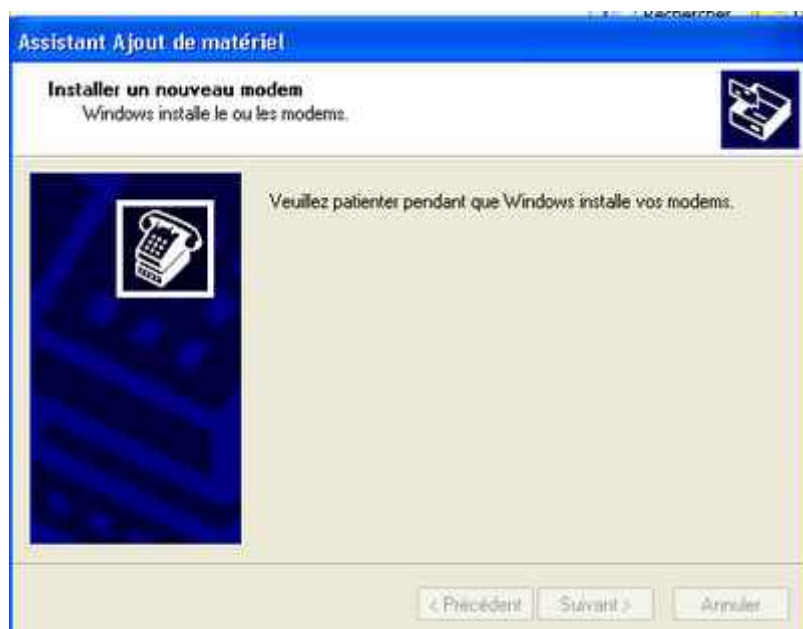 Rechercher
Assistant Ajout de matériel
Installer un nouveau modem
Windows installe le ou les modems.
Veuillez patienter pendant que Windows installe vos modems.
< Précédent
Suivant >
Annuler